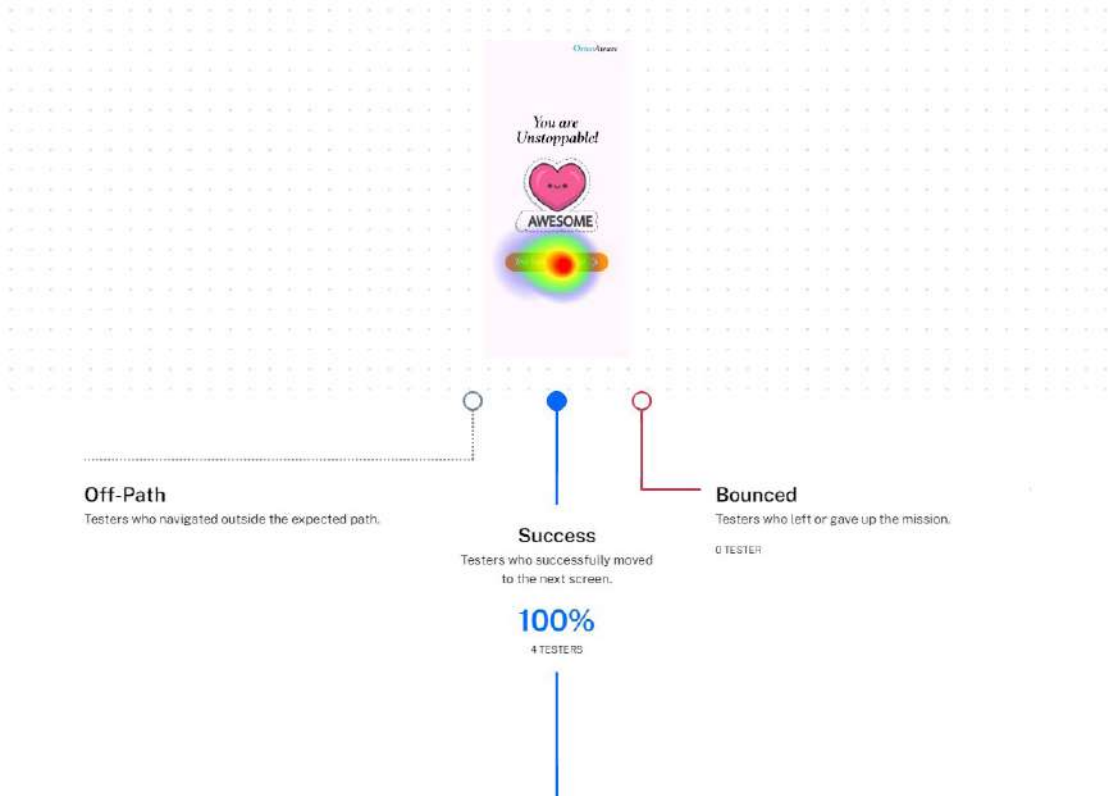 You are
Unstoppable!
AWESOME
Off-Path
Testers who navigated outside the expected path.
Success
Testers who successfully moved
to the next screen.
100%
4 TESTERS
Bounced
Testers who left or gave up the mission.
0 TESTER